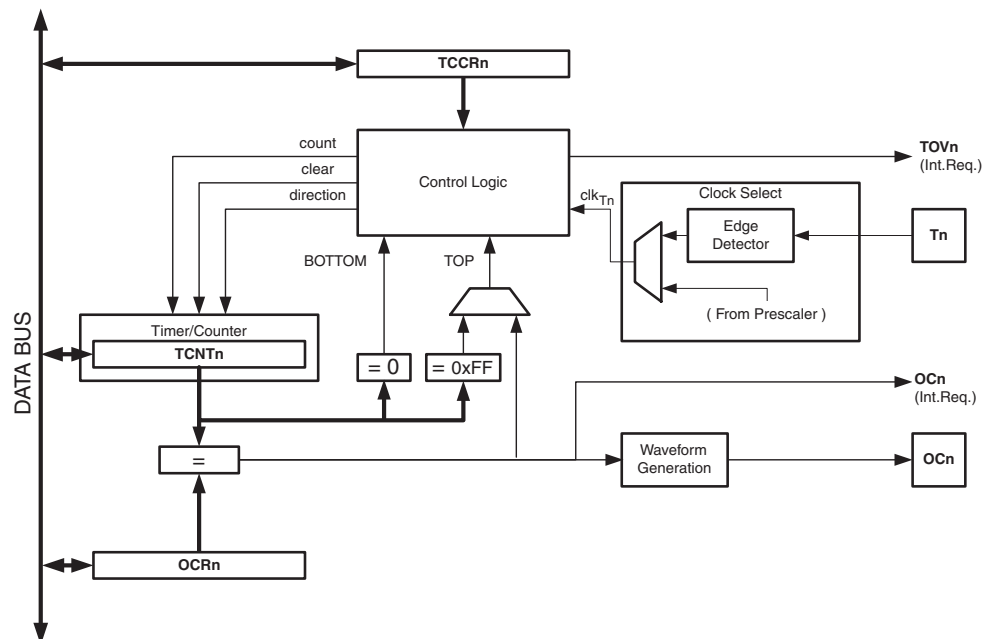 TCCRn
count
clear
direction
Control Logic
TOVn
(Int.Req.)
clkTn
Clock Select
Edge
Detector
Tn
( From Prescaler )
BOTTOM
TOP
Timer/Counter
TCNTn
= 0
= 0xFF
OCn
(Int.Req.)
=
Waveform
Generation
OCn
OCRn
DATA BUS